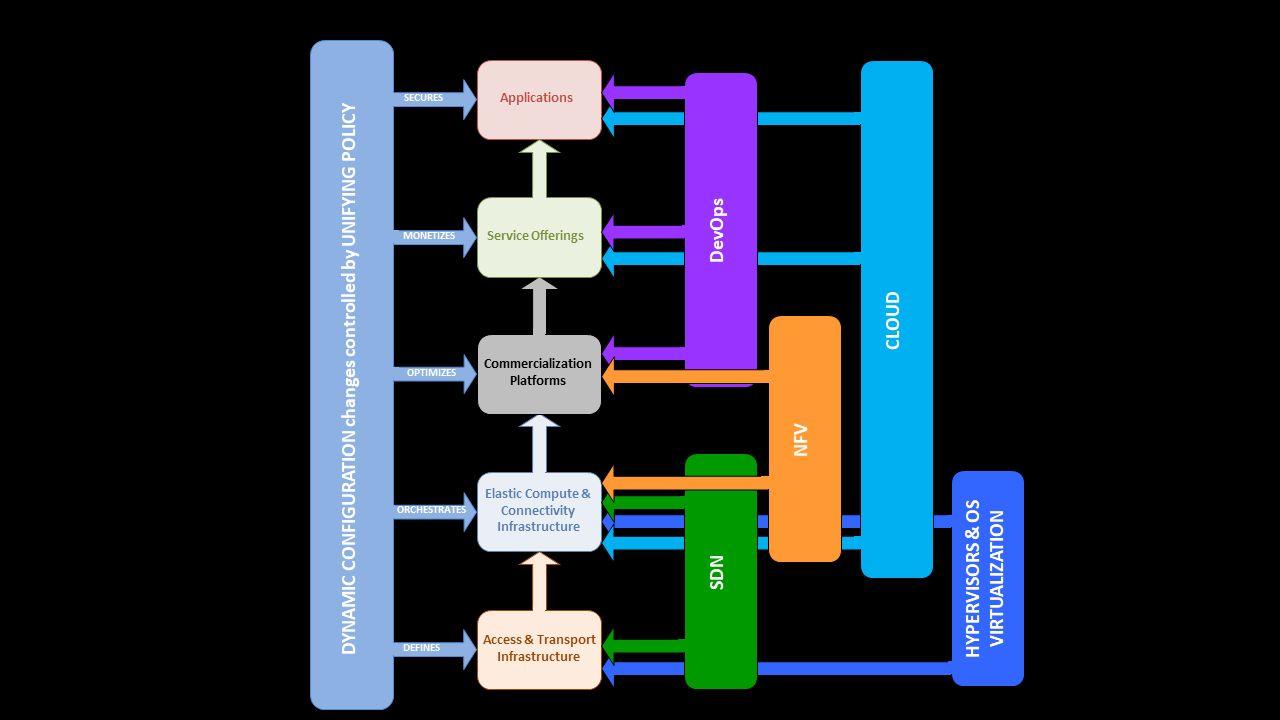 DYNAMIC CONFIGURATION changes controlled by UNIFYING POLICY
SECURES
MONETIZES
OPTIMIZES
ORCHESTRATES
DEFINES
Applications
Service Offerings
Commercialization
Platforms
Elastic Compute &
Connectivity
Infrastructure
Access & Transport
Infrastructure
DevOps
SDN
NFV
CLOUD
HYPERVISORS & OS
VIRTUALIZATION